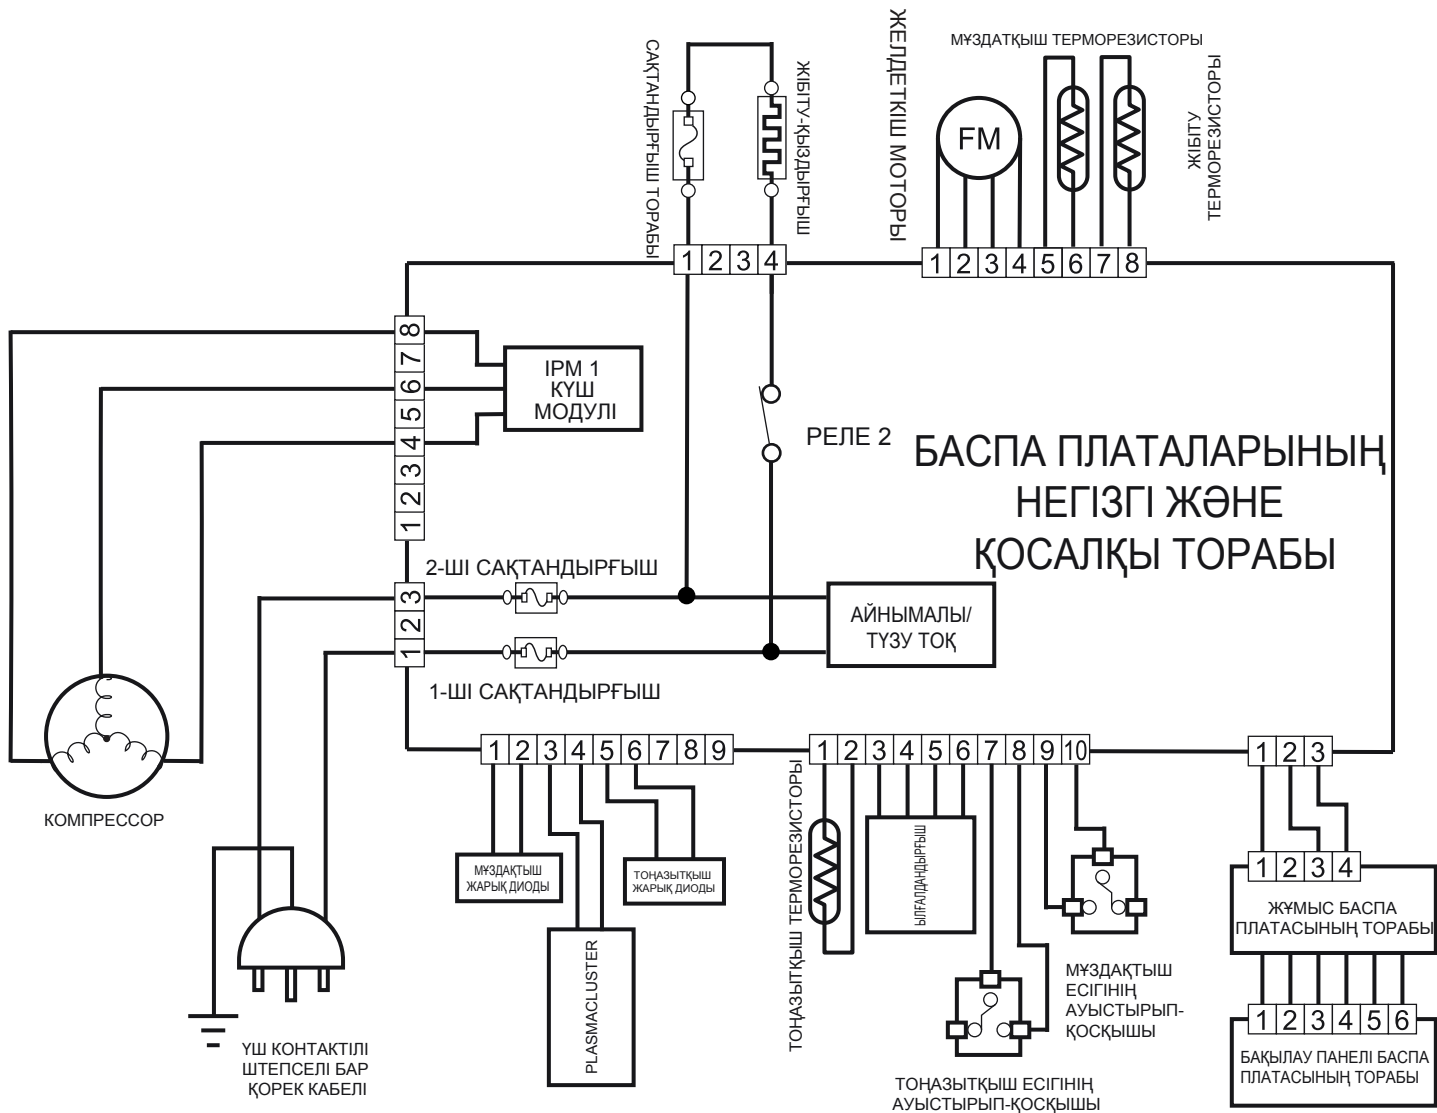 САҚТАНДЫРҒЫШ ТОРАБЫ
ЖІБІТУ-ҚЫЗДЫРҒЫШ
ЖЕЛДЕТКІШ МОТОРЫ
МҰЗДАТҚЫШ ТЕРМОРЕЗИСТОРЫ
ЖІБІТУ
ТЕРМОРЕЗИСТОРЫ
FM
1 2 3 4
1 2 3 4 5 6 7 8
8
7
6
5
4
3
2
1
IPM 1
КҮШ
МОДУЛІ
РЕЛЕ 2
БАСПА ПЛАТАЛАРЫНЫҢ
НЕГІЗГІ ЖӘНЕ
ҚОСАЛҚЫ ТОРАБЫ
2-ШІ САҚТАНДЫРҒЫШ
3
2
1
АЙНЫМАЛЫ/
ТҮЗУ ТОҚ
1-ШІ САҚТАНДЫРҒЫШ
КОМПРЕССОР
1 2 3 4 5 6 7 8 9
1 2 3 4 5 6 7 8 9 10
1 2 3
МҰЗДАҚТЫШ
ЖАРЫҚ ДИОДЫ
ТОҢАЗЫТҚЫШ
ЖАРЫҚ ДИОДЫ
PLASMACLUSTER
ТОҢАЗЫТҚЫШ ТЕРМОРЕЗИСТОРЫ
ЫЛҒАЛДАНДЫРҒЫШ
1 2 3 4
ЖҰМЫС БАСПА
ПЛАТАСЫНЫҢ ТОРАБЫ
МҰЗДАҚТЫШ
ЕСІГІНІҢ
АУЫСТЫРЫП-
ҚОСҚЫШЫ
1 2 3 4 5 6
БАҚЫЛАУ ПАНЕЛІ БАСПА
ПЛАТАСЫНЫҢ ТОРАБЫ
ҮШ КОНТАКТІЛІ
ШТЕПСЕЛІ БАР
ҚОРЕК КАБЕЛІ
ТОҢАЗЫТҚЫШ ЕСІГІНІҢ
АУЫСТЫРЫП-ҚОСҚЫШЫ